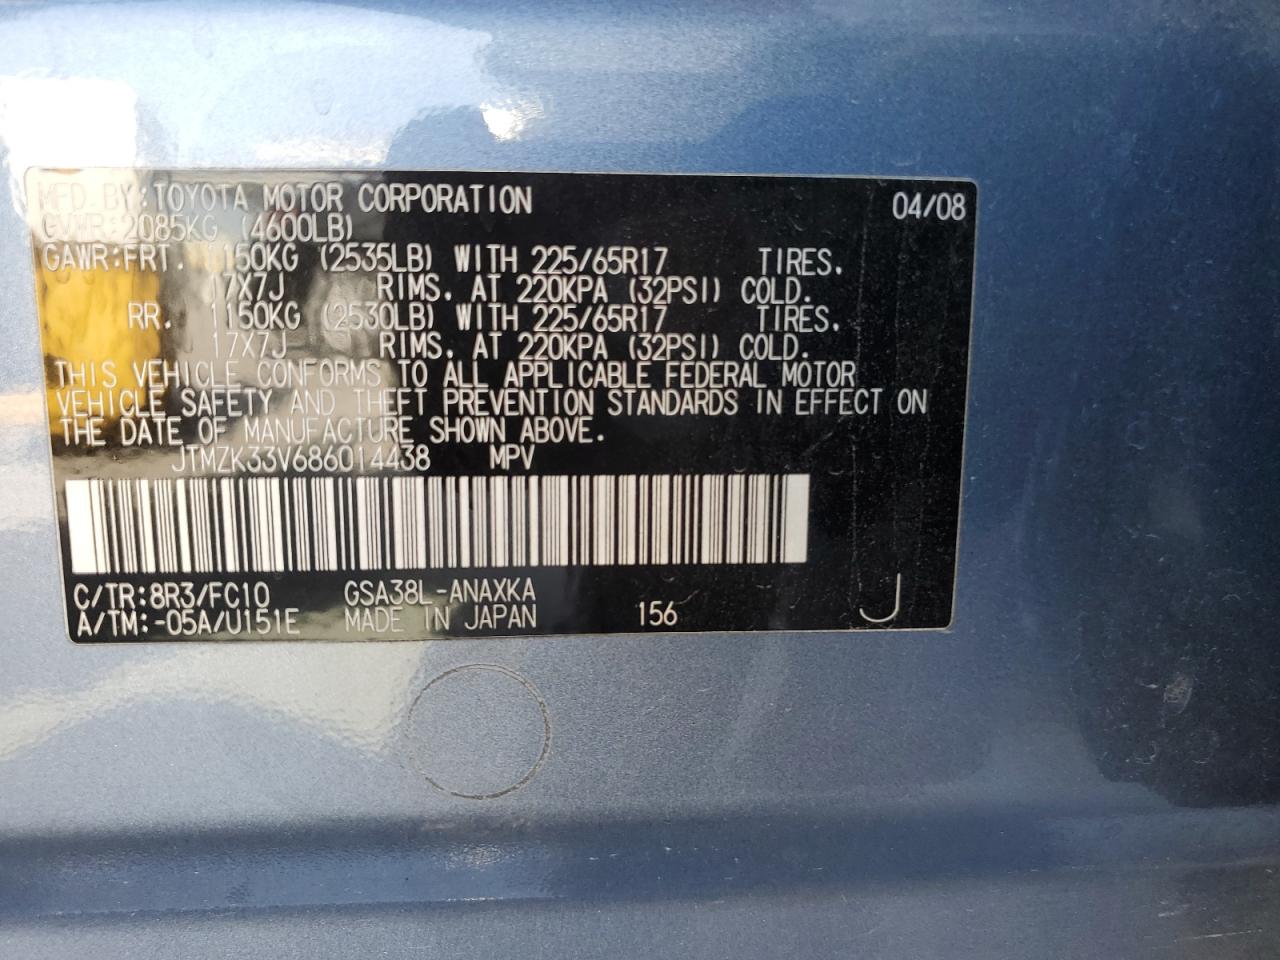 MFD. BY: TOYOTA MOTOR CORPORATION 04/08
GVWR: 2085KG (4600LB)
GAWR: FRT. 1150KG (2535LB) WITH 225/65R17 TIRES.
17X7J RIMS. AT 220KPA (32PSI) COLD.
RR. 1150KG (2530LB) WITH 225/65R17 TIRES.
17X7J RIMS. AT 220KPA (32PSI) COLD.
THIS VEHICLE CONFORMS TO ALL APPLICABLE FEDERAL MOTOR
VEHICLE SAFETY AND THEFT PREVENTION STANDARDS IN EFFECT ON
THE DATE OF MANUFACTURE SHOWN ABOVE.
JTMZK33V686014438 MPV
C/TR: 8R3/FC10 GSA38L-ANAXKA
A/TM: -05A/U151E MADE IN JAPAN 156 J